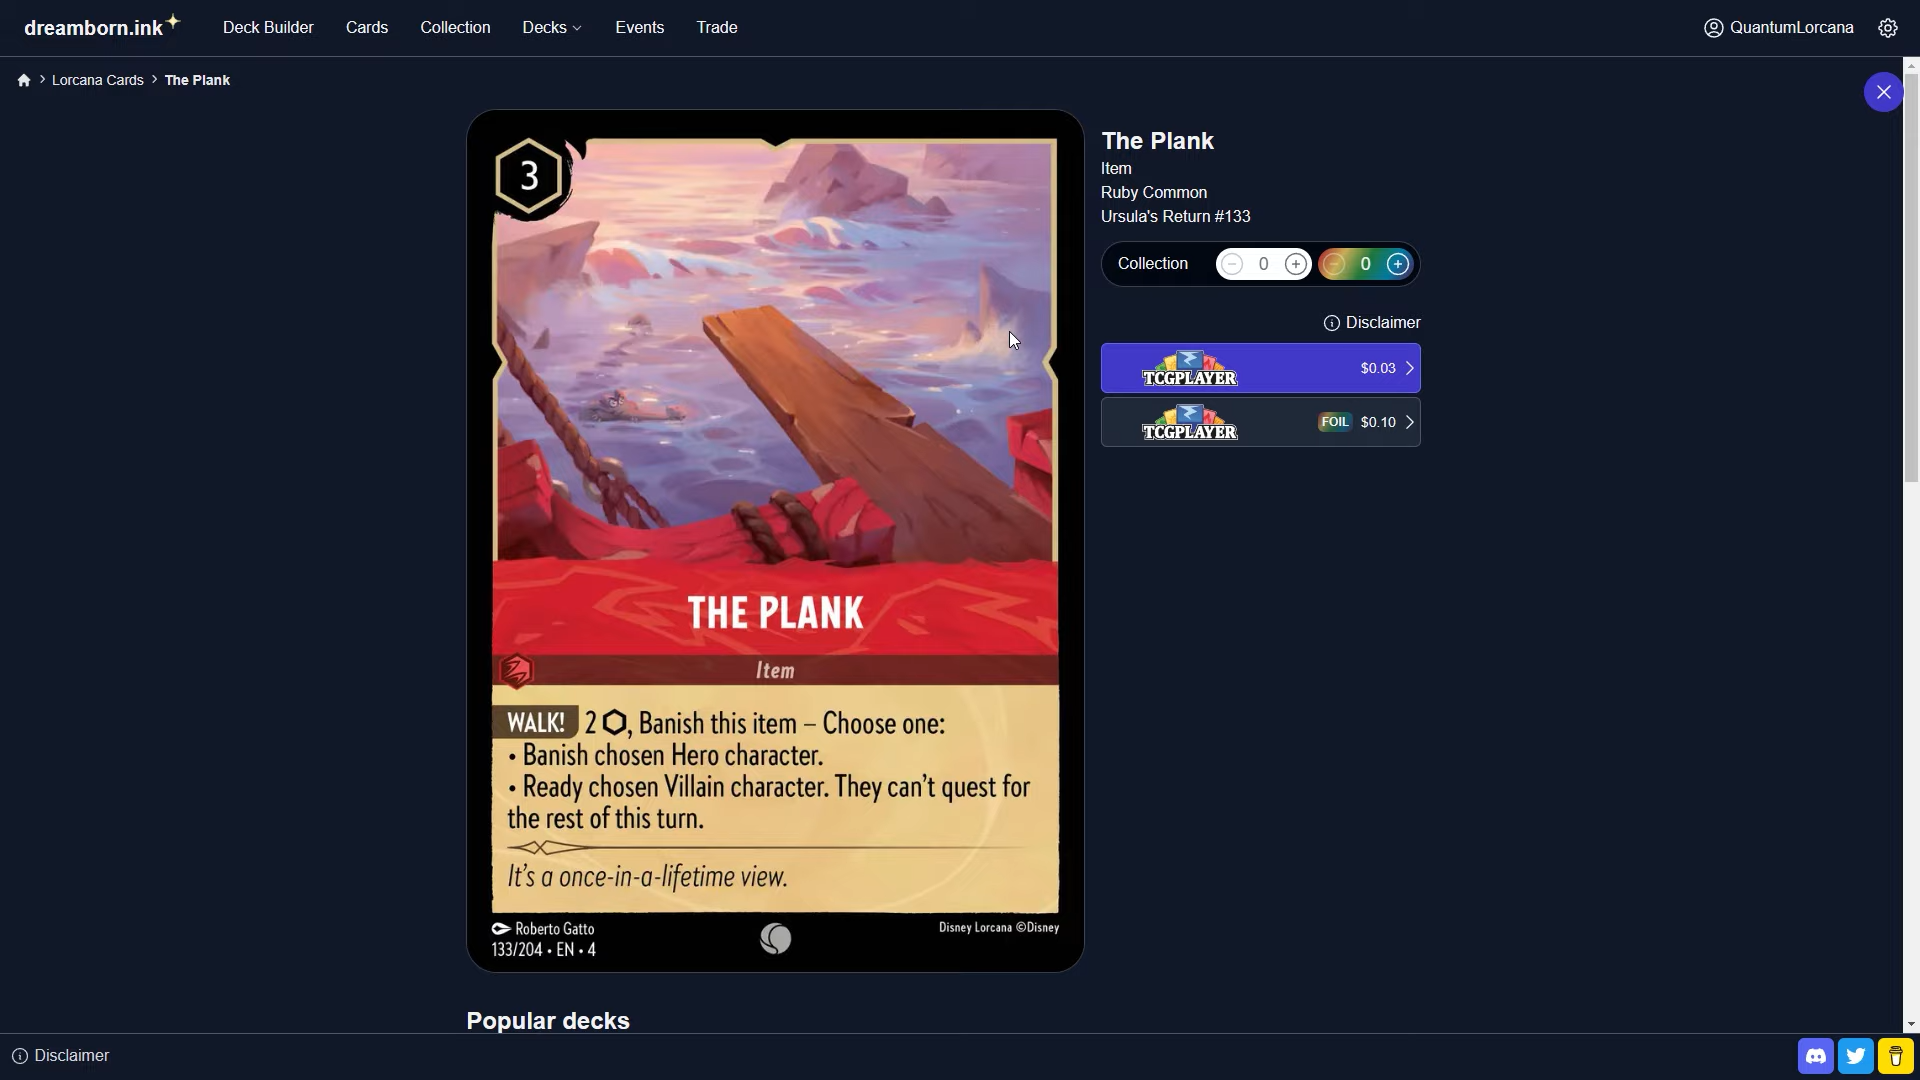 dreamborn.ink
Deck Builder
Cards
Collection
Decks
Events
Trade
QuantumLorcana
Lorcana Cards
The Plank
3
THE PLANK
Item
WALK! 2 ⬡, Banish this item – Choose one:
• Banish chosen Hero character.
• Ready chosen Villain character. They can't quest for
the rest of this turn.
It's a once-in-a-lifetime view.
Roberto Gatto
133/204 • EN • 4
Disney Lorcana ©Disney
The Plank
Item
Ruby Common
Ursula's Return #133
Collection
0
0
Disclaimer
TCGPLAYER
$0.03
TCGPLAYER
FOIL $0.10
Popular decks
Disclaimer